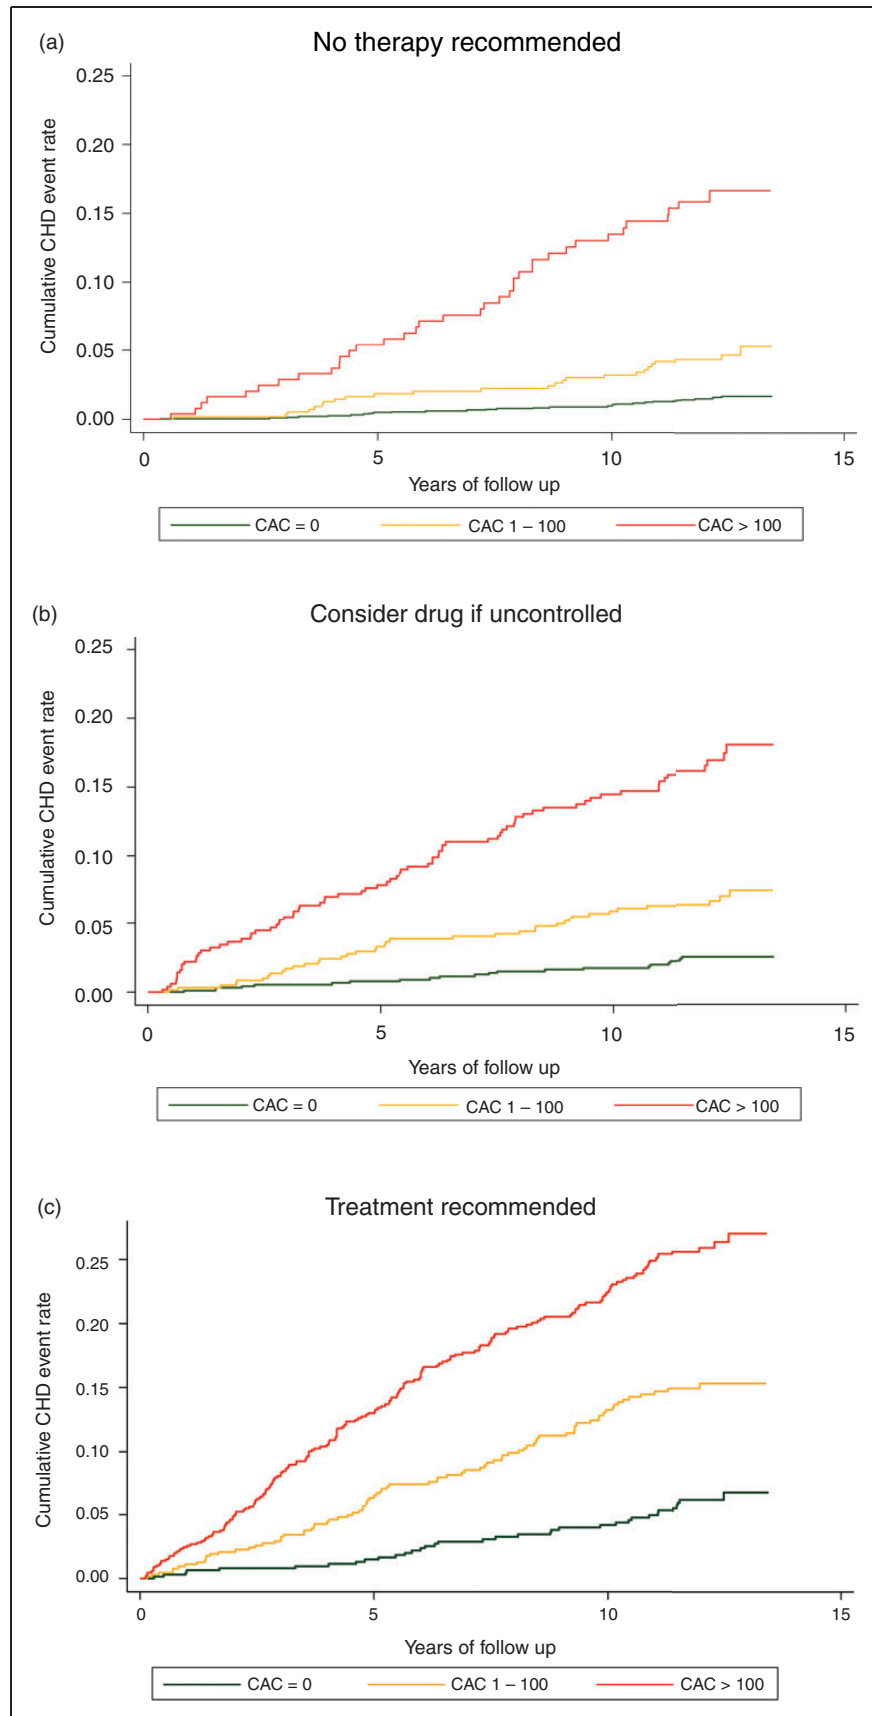 (a) No therapy recommended
0.25
0.20
0.15
0.10
0.05
0.00
Cumulative CHD event rate
0 5 10 15
Years of follow up
CAC = 0 CAC 1 – 100 CAC > 100
(b) Consider drug if uncontrolled
0.25
0.20
0.15
0.10
0.05
0.00
Cumulative CHD event rate
0 5 10 15
Years of follow up
CAC = 0 CAC 1 – 100 CAC > 100
(c) Treatment recommended
0.25
0.20
0.15
0.10
0.05
0.00
Cumulative CHD event rate
0 5 10 15
Years of follow up
CAC = 0 CAC 1 – 100 CAC > 100